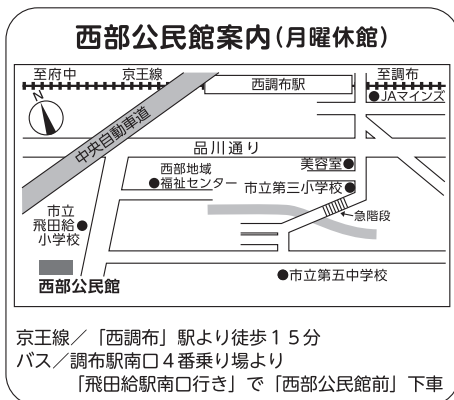 西部公民館案内(月曜休館)
至府中
京王線
西調布駅
至調布
●JAマインズ
N
中央自動車道
品川通り
美容室●
西部地域
●福祉センター
市立第三小学校●
市立
飛田給●
小学校
←急階段
西部公民館
●市立第五中学校
京王線/「西調布」駅より徒歩15分
バス/調布駅南口4番乗り場より
「飛田給駅南口行き」で「西部公民館前」下車